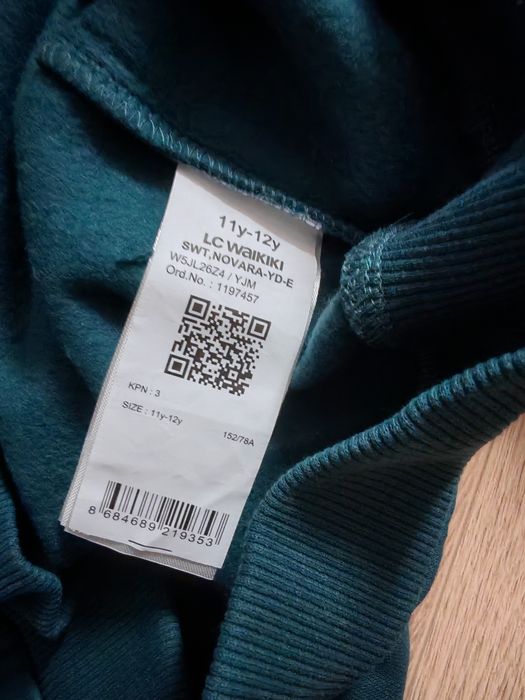 11y-12y
LC WAIKIKI
SWT,NOVARA-YD-E
W5JL26Z4 / YJM
Ord.No. : 1197457
KPN : 3
SIZE : 11y-12y
152/78A
8 684689 219353